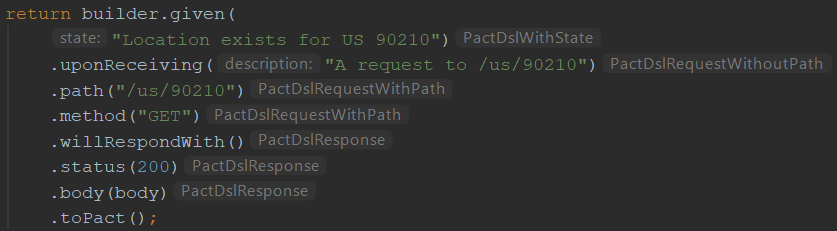 return builder.given(
state: "Location exists for US 90210") PactDslWithState
.uponReceiving( description: "A request to /us/90210") PactDslRequestWithoutPath
.path("/us/90210") PactDslRequestWithPath
.method("GET") PactDslRequestWithPath
.willRespondWith() PactDslResponse
.status(200) PactDslResponse
.body(body) PactDslResponse
.toPact();